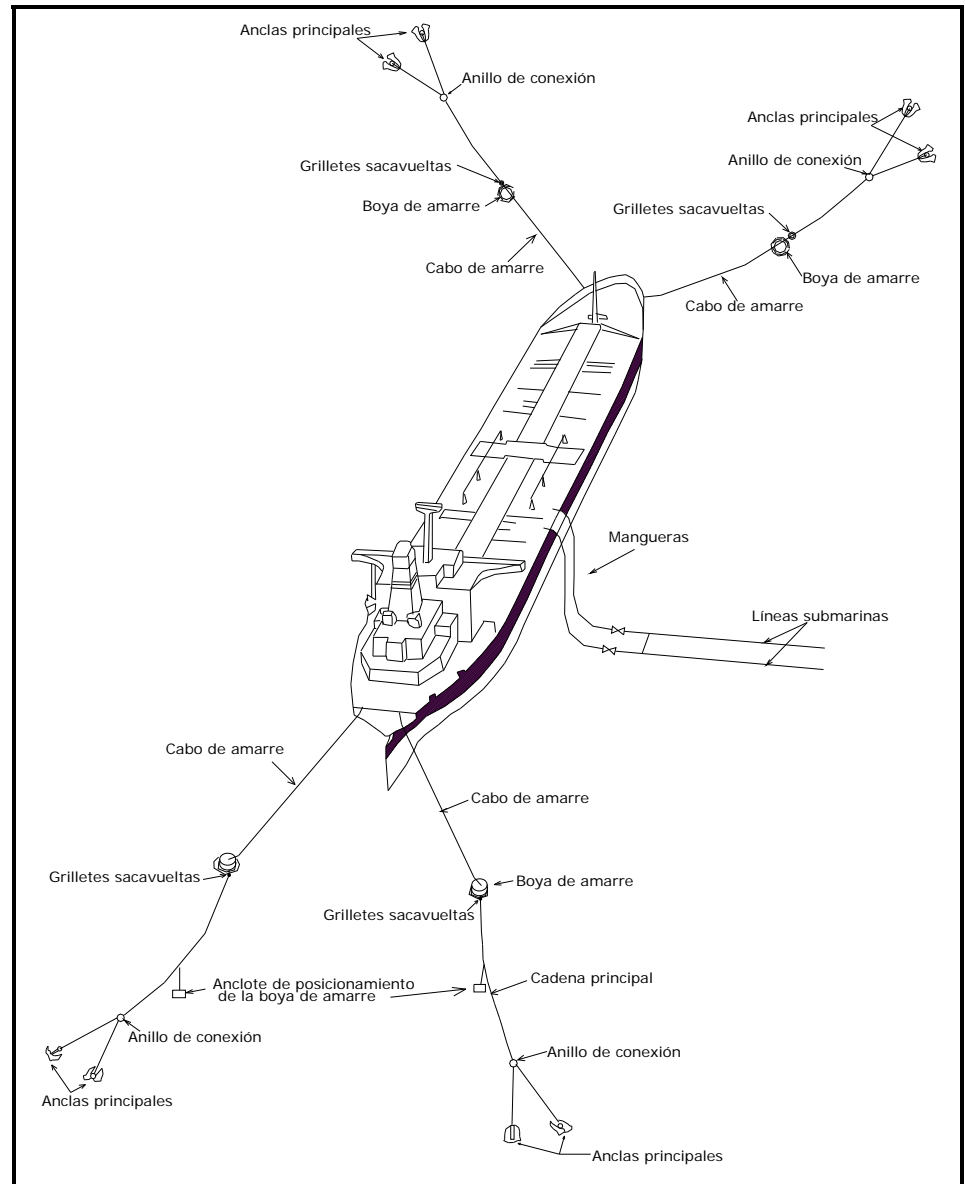 Anclas principales
Anillo de conexión
Anclas principales
Anillo de conexión
Grilletes sacavueltas
Boya de amarre
Grilletes sacavueltas
Cabo de amarre
Boya de amarre
Cabo de amarre
Mangueras
Líneas submarinas
Cabo de amarre
Cabo de amarre
Grilletes sacavueltas
Boya de amarre
Grilletes sacavueltas
Anclote de posicionamiento
de la boya de amarre
Cadena principal
Anillo de conexión
Anillo de conexión
Anclas principales
Anclas principales